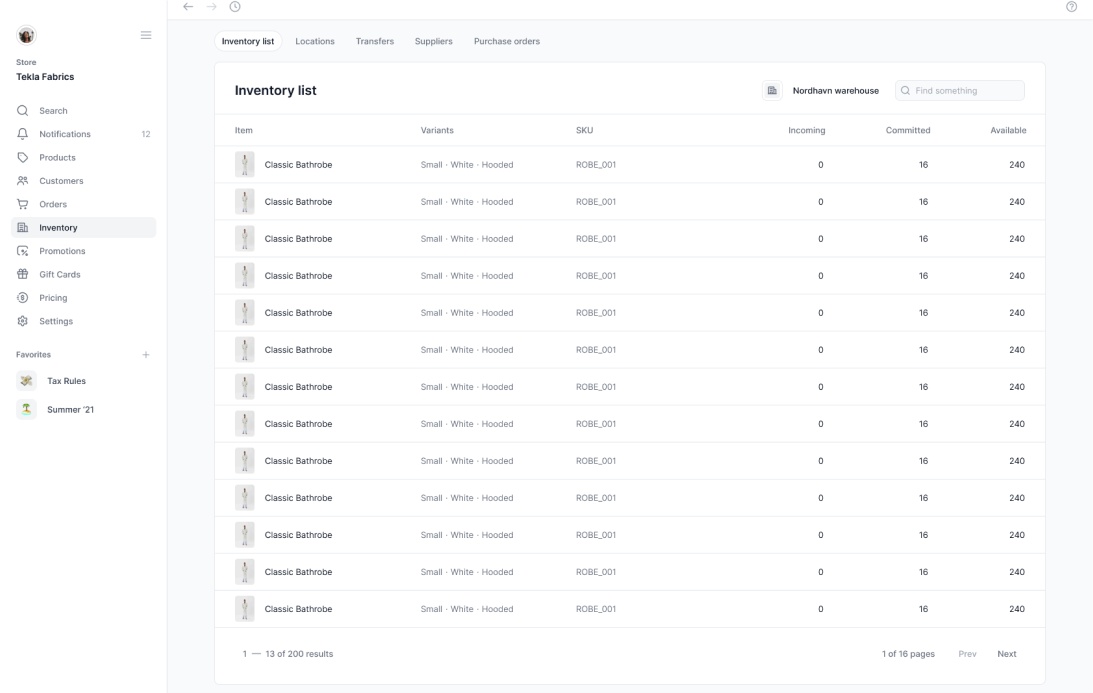 Store
Tekla Fabrics
Search
Notifications 12
Products
Customers
Orders
Inventory
Promotions
Gift Cards
Pricing
Settings
Favorites
Tax Rules
Summer '21
Inventory list Locations Transfers Suppliers Purchase orders
Inventory list Nordhavn warehouse Find something
Item Variants SKU Incoming Committed Available
Classic Bathrobe Small · White · Hooded ROBE_001 0 16 240
Classic Bathrobe Small · White · Hooded ROBE_001 0 16 240
Classic Bathrobe Small · White · Hooded ROBE_001 0 16 240
Classic Bathrobe Small · White · Hooded ROBE_001 0 16 240
Classic Bathrobe Small · White · Hooded ROBE_001 0 16 240
Classic Bathrobe Small · White · Hooded ROBE_001 0 16 240
Classic Bathrobe Small · White · Hooded ROBE_001 0 16 240
Classic Bathrobe Small · White · Hooded ROBE_001 0 16 240
Classic Bathrobe Small · White · Hooded ROBE_001 0 16 240
Classic Bathrobe Small · White · Hooded ROBE_001 0 16 240
Classic Bathrobe Small · White · Hooded ROBE_001 0 16 240
Classic Bathrobe Small · White · Hooded ROBE_001 0 16 240
Classic Bathrobe Small · White · Hooded ROBE_001 0 16 240
1 — 13 of 200 results 1 of 16 pages Prev Next